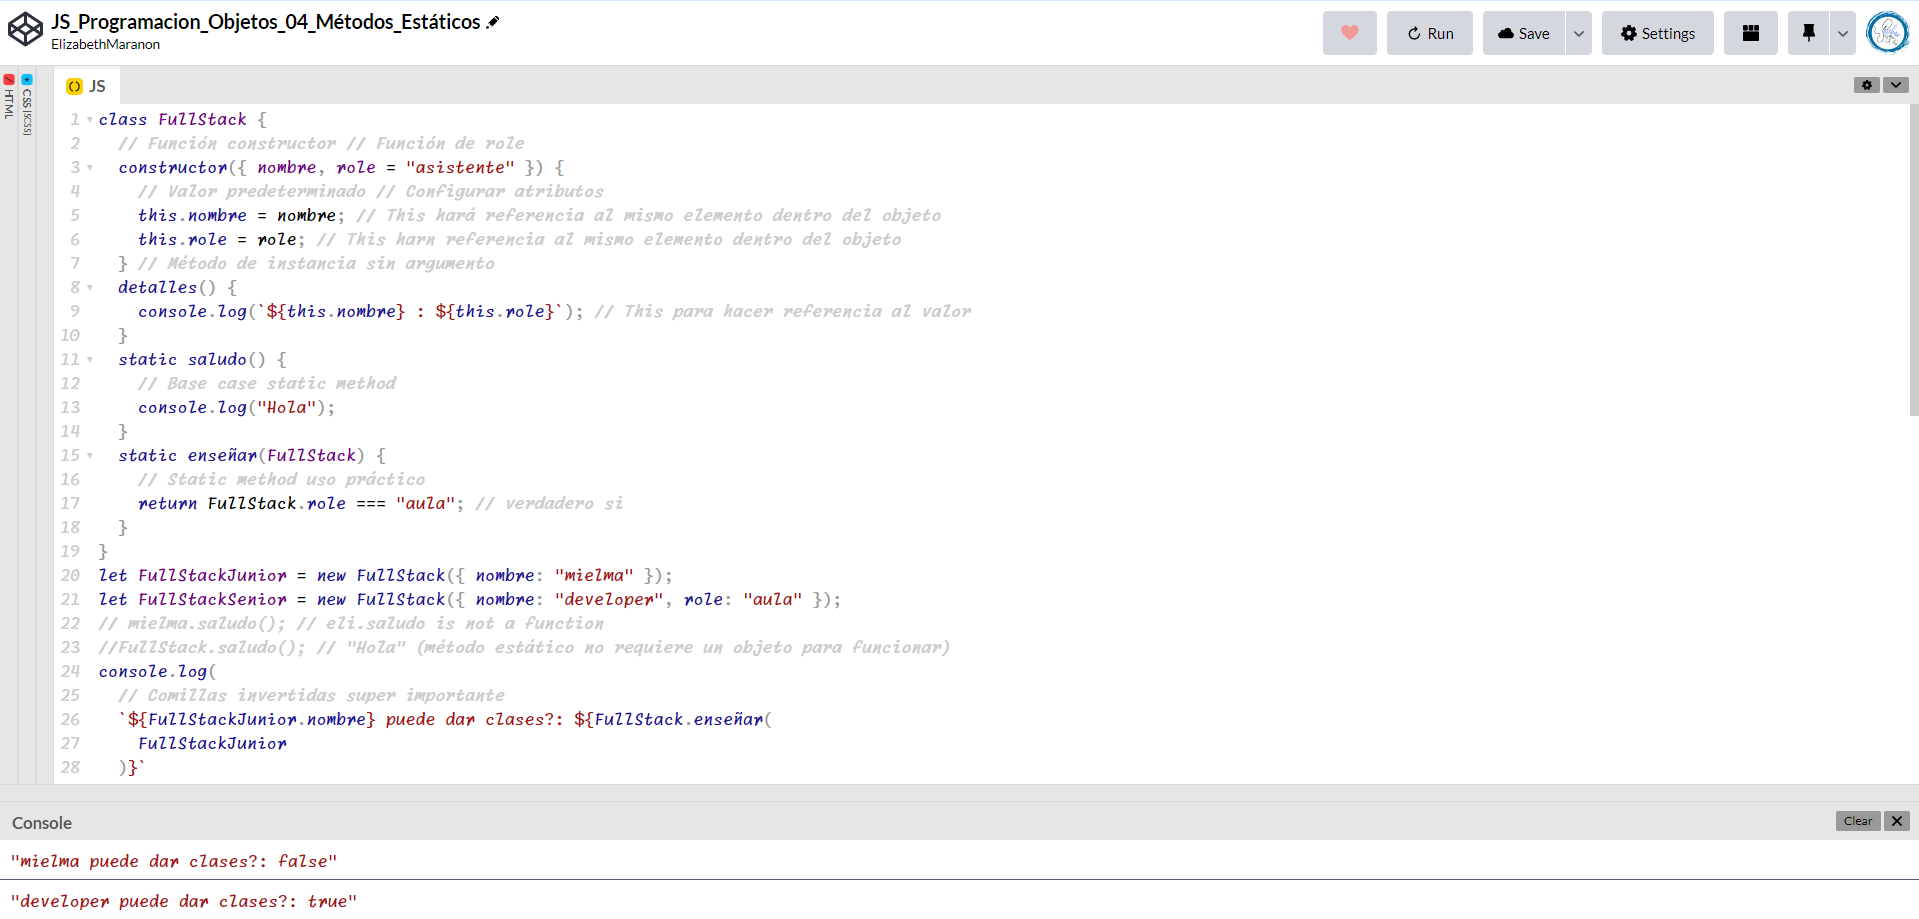 JS_Programacion_Objetos_04_Métodos_Estáticos
ElizabethMaranon
Run
Save
Settings
HTML
CSS (SCSS)
JS
1 class FullStack {
2 // Función constructor // Función de role
3 constructor({ nombre, role = "asistente" }) {
4 // Valor predeterminado // Configurar atributos
5 this.nombre = nombre; // This hará referencia al mismo elemento dentro del objeto
6 this.role = role; // This harn referencia al mismo elemento dentro del objeto
7 } // Método de instancia sin argumento
8 detalles() {
9 console.log(`${this.nombre} : ${this.role}`); // This para hacer referencia al valor
10 }
11 static saludo() {
12 // Base case static method
13 console.log("Hola");
14 }
15 static enseñar(FullStack) {
16 // Static method uso práctico
17 return FullStack.role === "aula"; // verdadero si
18 }
19 }
20 let FullStackJunior = new FullStack({ nombre: "mielma" });
21 let FullStackSenior = new FullStack({ nombre: "developer", role: "aula" });
22 // mielma.saludo(); // eli.saludo is not a function
23 //FullStack.saludo(); // "Hola" (método estático no requiere un objeto para funcionar)
24 console.log(
25 // Comillas invertidas super importante
26 `${FullStackJunior.nombre} puede dar clases?: ${FullStack.enseñar(
27 FullStackJunior
28 )}`
Console
Clear
"mielma puede dar clases?: false"
"developer puede dar clases?: true"